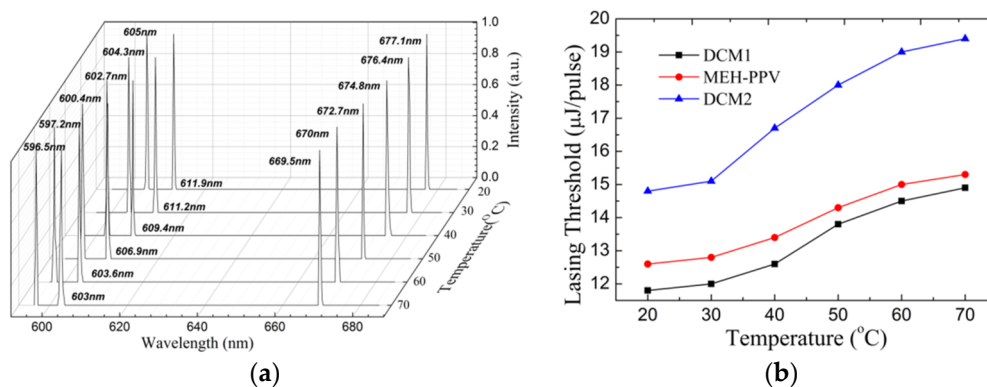 605nm
604.3nm
602.7nm
600.4nm
597.2nm
596.5nm
677.1nm
676.4nm
674.8nm
672.7nm
670nm
669.5nm
611.9nm
611.2nm
609.4nm
606.9nm
603.6nm
603nm
1.0
0.8
0.6
0.4
0.2
0.0
Intensity (a.u.)
20
30
40
50
60
70
Temperature(°C)
600
620
640
660
680
Wavelength (nm)
(a)
20
19
18
17
16
15
14
13
12
Lasing Threshold (μJ/pulse)
DCM1
MEH-PPV
DCM2
20 30 40 50 60 70
Temperature (°C)
(b)